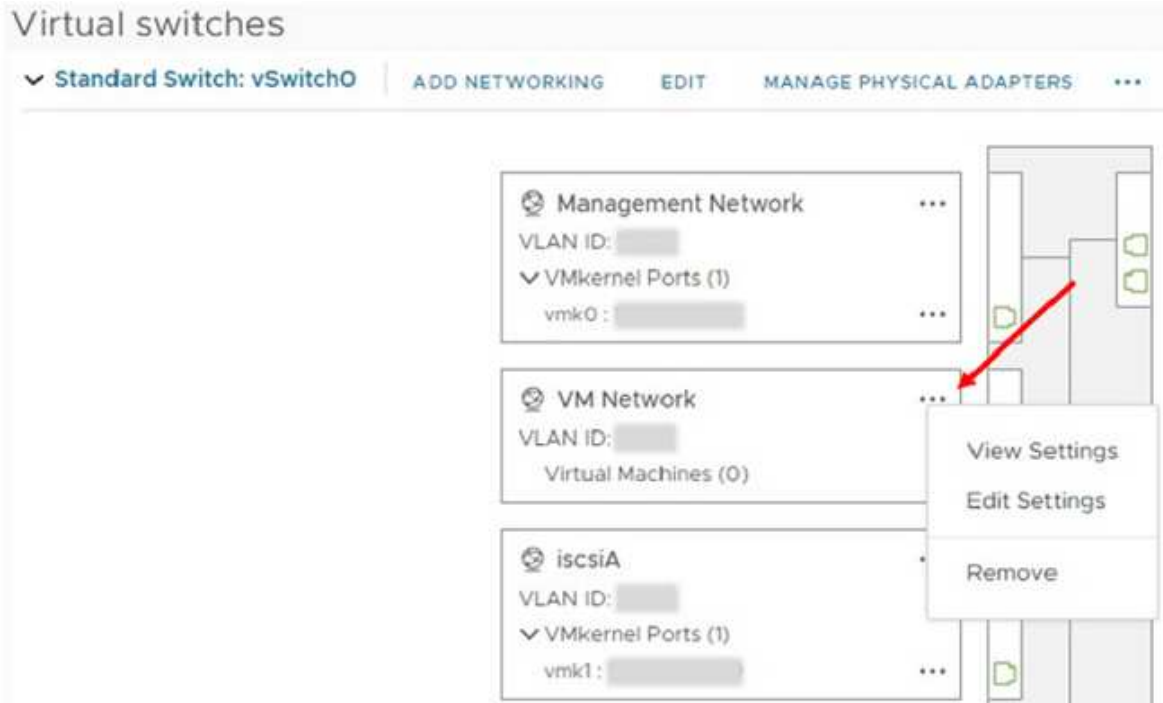 Virtual switches
Standard Switch: vSwitch0 ADD NETWORKING EDIT MANAGE PHYSICAL ADAPTERS ...
Management Network ...
VLAN ID:
VMkernel Ports (1)
vmk0 : ...
VM Network ...
VLAN ID:
Virtual Machines (0)
View Settings
Edit Settings
Remove
iscsiA
VLAN ID:
VMkernel Ports (1)
vmk1 : ...